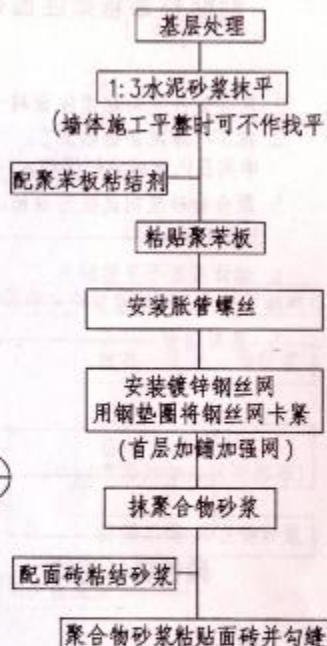 基层处理
1:3水泥砂浆抹平
(墙体施工平整时可不作找平
配聚苯板粘结剂
粘贴聚苯板
安装胀管螺丝
安装镀锌钢丝网
用钢垫圈将钢丝网卡紧
(首层加铺加强网)
抹聚合物砂浆
配面砖粘结砂浆
聚合物砂浆粘贴面砖并勾缝